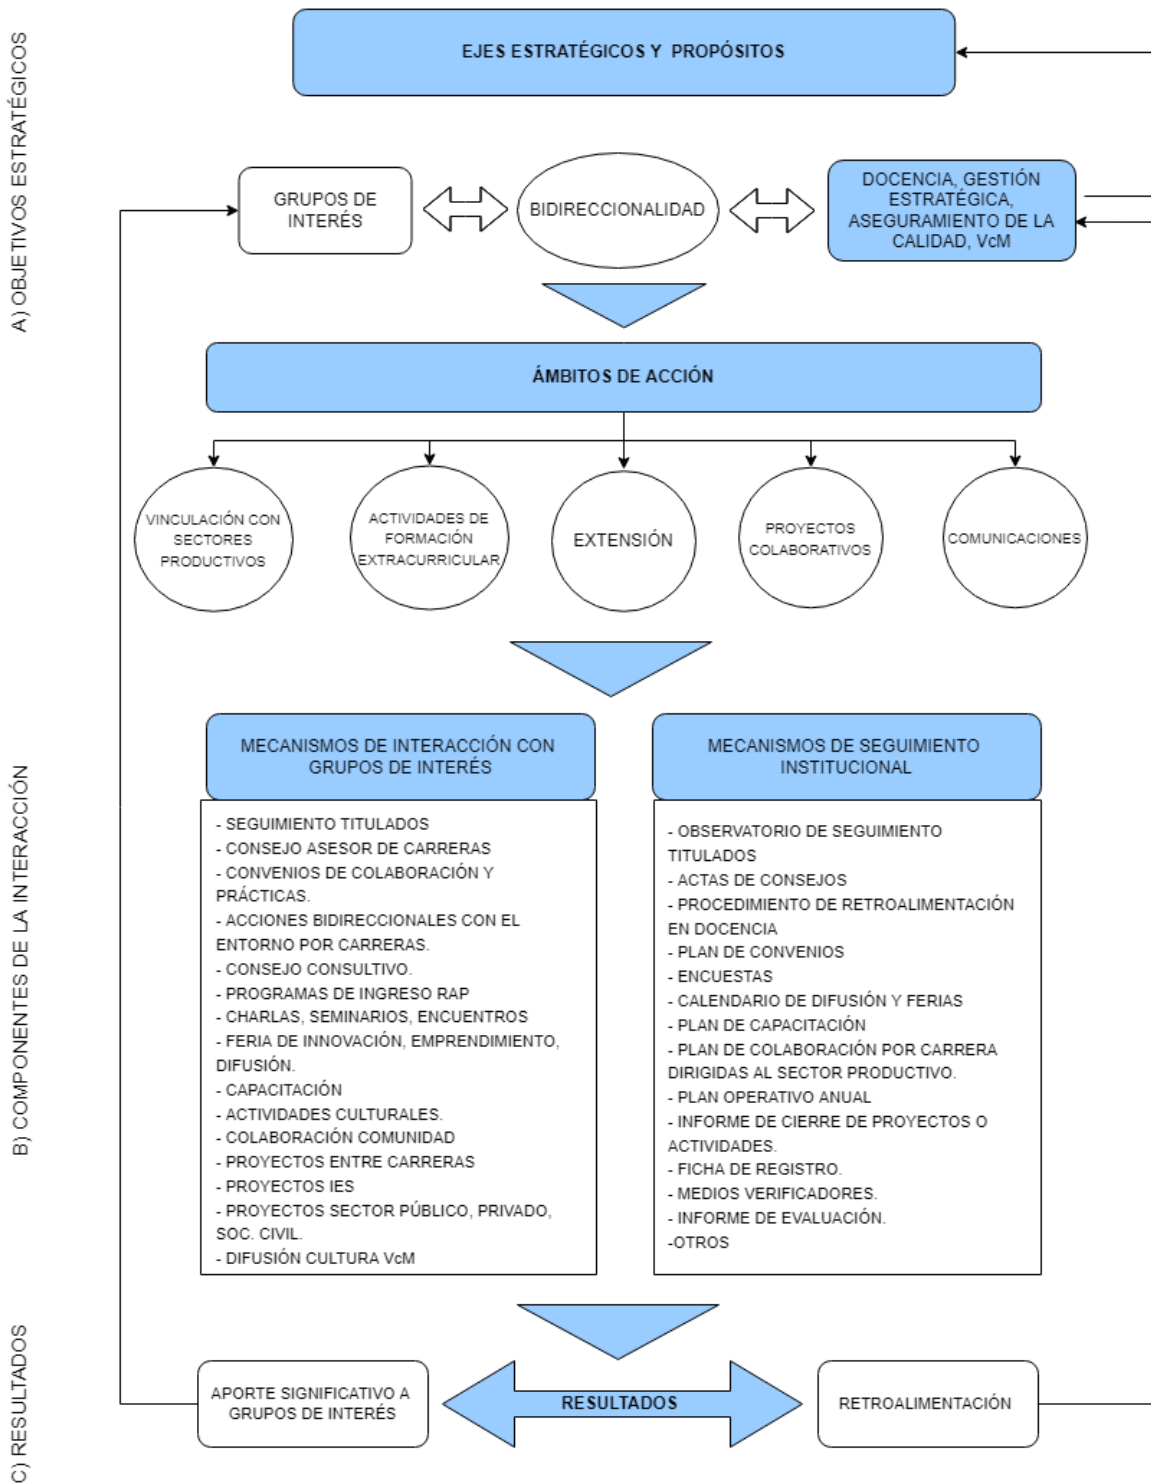 A) OBJETIVOS ESTRATÉGICOS
EJES ESTRATÉGICOS Y PROPÓSITOS
GRUPOS DE
INTERÉS
BIDIRECCIONALIDAD
DOCENCIA, GESTIÓN
ESTRATÉGICA,
ASEGURAMIENTO DE LA
CALIDAD, VcM
ÁMBITOS DE ACCIÓN
VINCULACIÓN CON
SECTORES
PRODUCTIVOS
ACTIVIDADES DE
FORMACIÓN
EXTRACURRICULAR
EXTENSIÓN
PROYECTOS
COLABORATIVOS
COMUNICACIONES
B) COMPONENTES DE LA INTERACCIÓN
MECANISMOS DE INTERACCIÓN CON
GRUPOS DE INTERÉS
- SEGUIMIENTO TITULADOS
- CONSEJO ASESOR DE CARRERAS
- CONVENIOS DE COLABORACIÓN Y
PRÁCTICAS.
- ACCIONES BIDIRECCIONALES CON EL
ENTORNO POR CARRERAS.
- CONSEJO CONSULTIVO.
- PROGRAMAS DE INGRESO RAP
- CHARLAS, SEMINARIOS, ENCUENTROS
- FERIA DE INNOVACIÓN, EMPRENDIMIENTO,
DIFUSIÓN.
- CAPACITACIÓN
- ACTIVIDADES CULTURALES.
- COLABORACIÓN COMUNIDAD
- PROYECTOS ENTRE CARRERAS
- PROYECTOS IES
- PROYECTOS SECTOR PÚBLICO, PRIVADO,
SOC. CIVIL.
- DIFUSIÓN CULTURA VcM
MECANISMOS DE SEGUIMIENTO
INSTITUCIONAL
- OBSERVATORIO DE SEGUIMIENTO
TITULADOS
- ACTAS DE CONSEJOS
- PROCEDIMIENTO DE RETROALIMENTACIÓN
EN DOCENCIA
- PLAN DE CONVENIOS
- ENCUESTAS
- CALENDARIO DE DIFUSIÓN Y FERIAS
- PLAN DE CAPACITACIÓN
- PLAN DE COLABORACIÓN POR CARRERA
DIRIGIDAS AL SECTOR PRODUCTIVO.
- PLAN OPERATIVO ANUAL
- INFORME DE CIERRE DE PROYECTOS O
ACTIVIDADES.
- FICHA DE REGISTRO.
- MEDIOS VERIFICADORES.
- INFORME DE EVALUACIÓN.
-OTROS
C) RESULTADOS
APORTE SIGNIFICATIVO A
GRUPOS DE INTERÉS
RESULTADOS
RETROALIMENTACIÓN